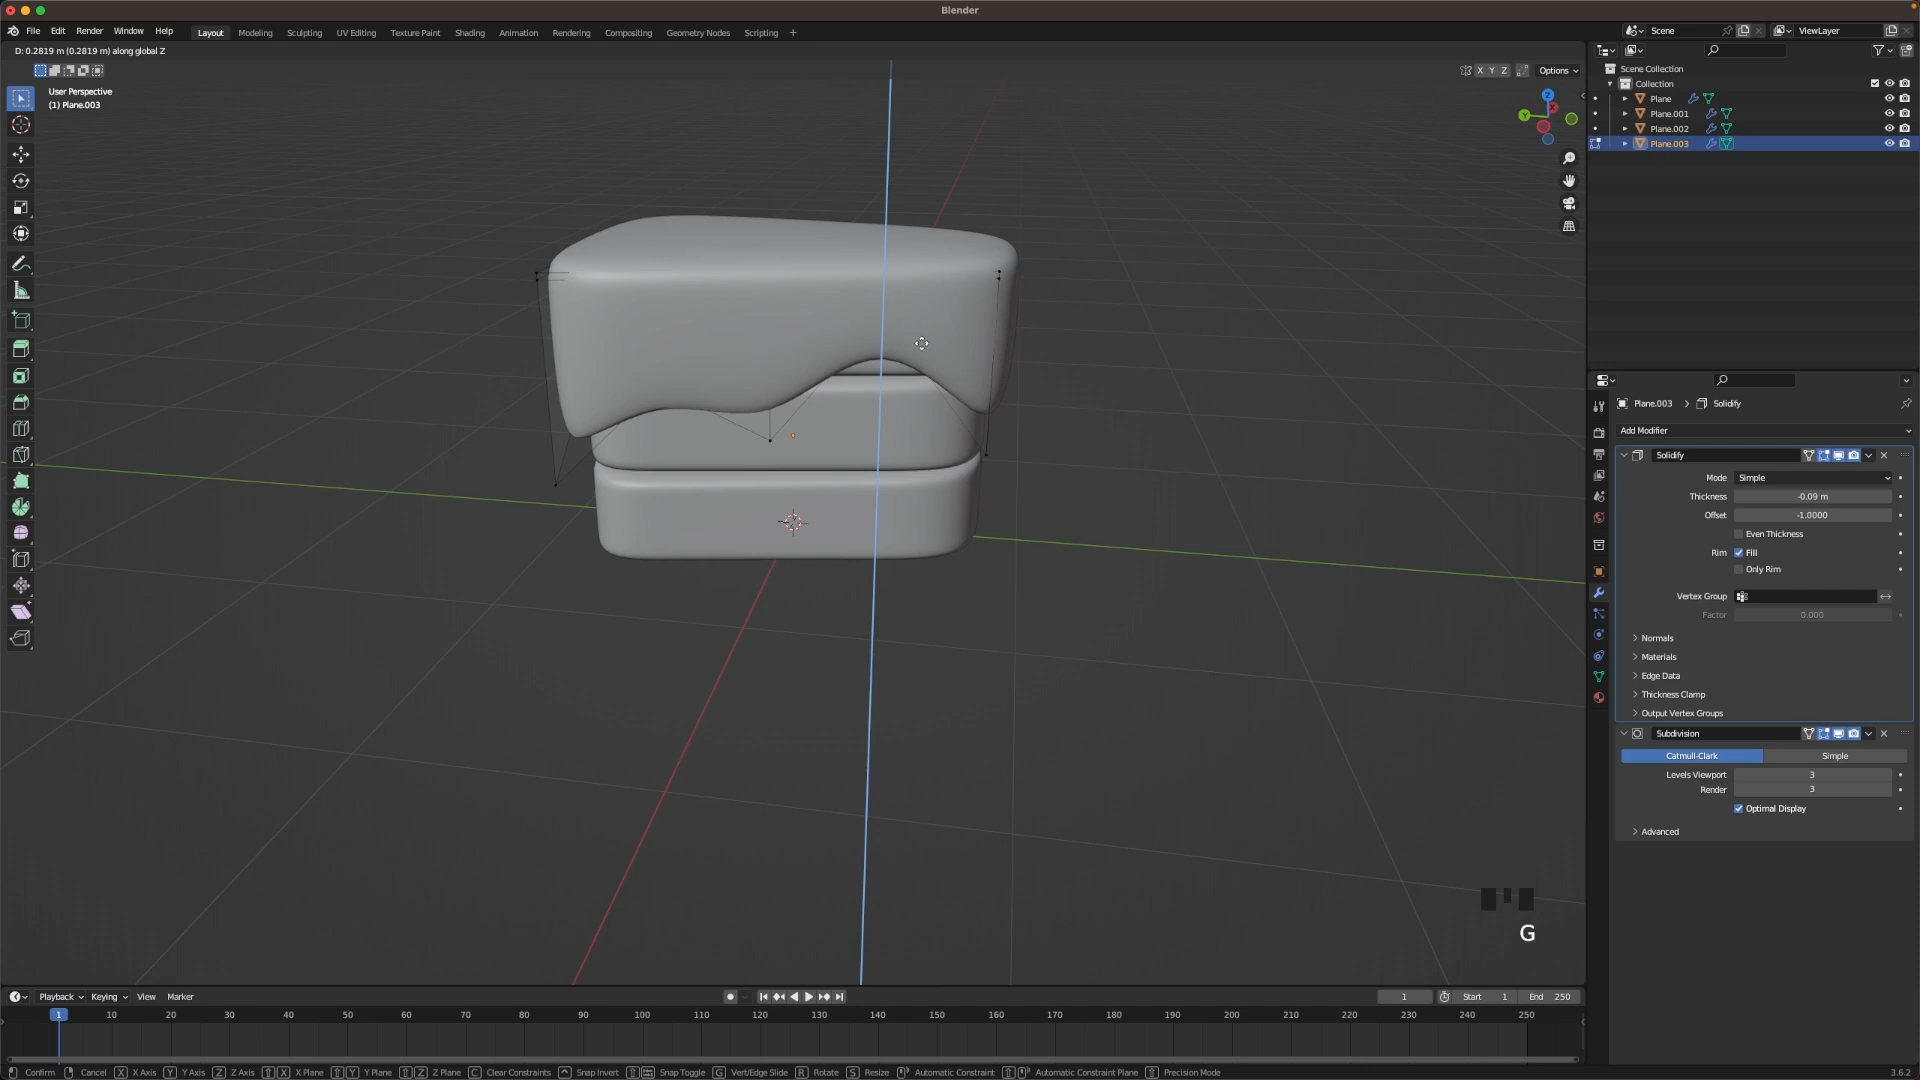 Blender
File Edit Render Window Help Layout Modeling Sculpting UV Editing Texture Paint Shading Animation Rendering Compositing Geometry Nodes Scripting +
Scene ViewLayer
D: 0.2819 m (0.2819 m) along global Z
X Y Z Options
User Perspective
(1) Plane.003
Scene Collection
Collection
Plane
Plane.001
Plane.002
Plane.003
Z
Y
X
Plane.003 > Solidify
Add Modifier
Solidify
Mode Simple
Thickness -0.09 m
Offset -1.0000
Even Thickness
Rim Fill
Only Rim
Vertex Group
Factor 0.000
Normals
Materials
Edge Data
Thickness Clamp
Output Vertex Groups
Subdivision
Catmull-Clark Simple
Levels Viewport 3
Render 3
Optimal Display
Advanced
G
Playback Keying View Marker
1 Start 1 End 250
1 10 20 30 40 50 60 70 80 90 100 110 120 130 140 150 160 170 180 190 200 210 220 230 240 250
Confirm Cancel X X Axis Y Y Axis Z Z Axis X X Plane Y Y Plane Z Z Plane C Clear Constraints Snap Invert Snap Toggle G Vert/Edge Slide R Rotate S Resize Automatic Constraint Automatic Constraint Plane Precision Mode 3.6.2